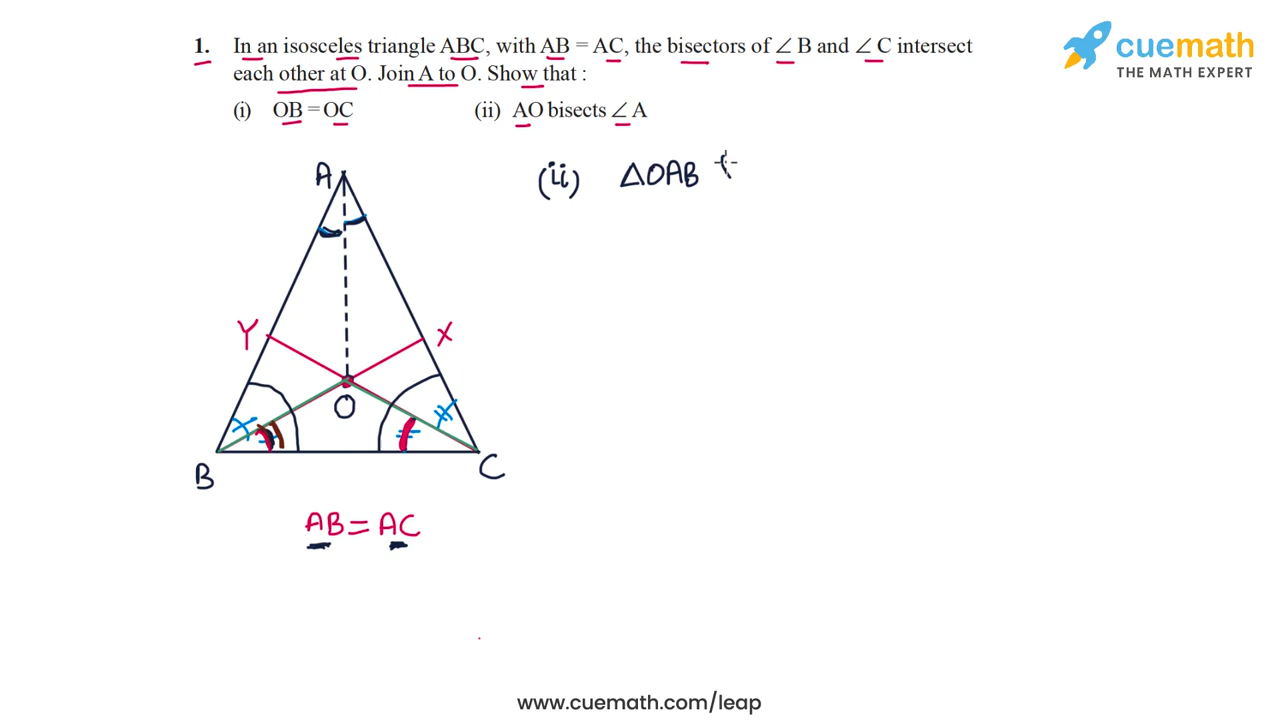 1. In an isosceles triangle ABC, with AB = AC, the bisectors of ∠ B and ∠ C intersect
each other at O. Join A to O. Show that :
(i) OB = OC (ii) AO bisects ∠ A
cuemath
THE MATH EXPERT
(ii) △OAB
A
Y
X
O
B
C
AB = AC
www.cuemath.com/leap